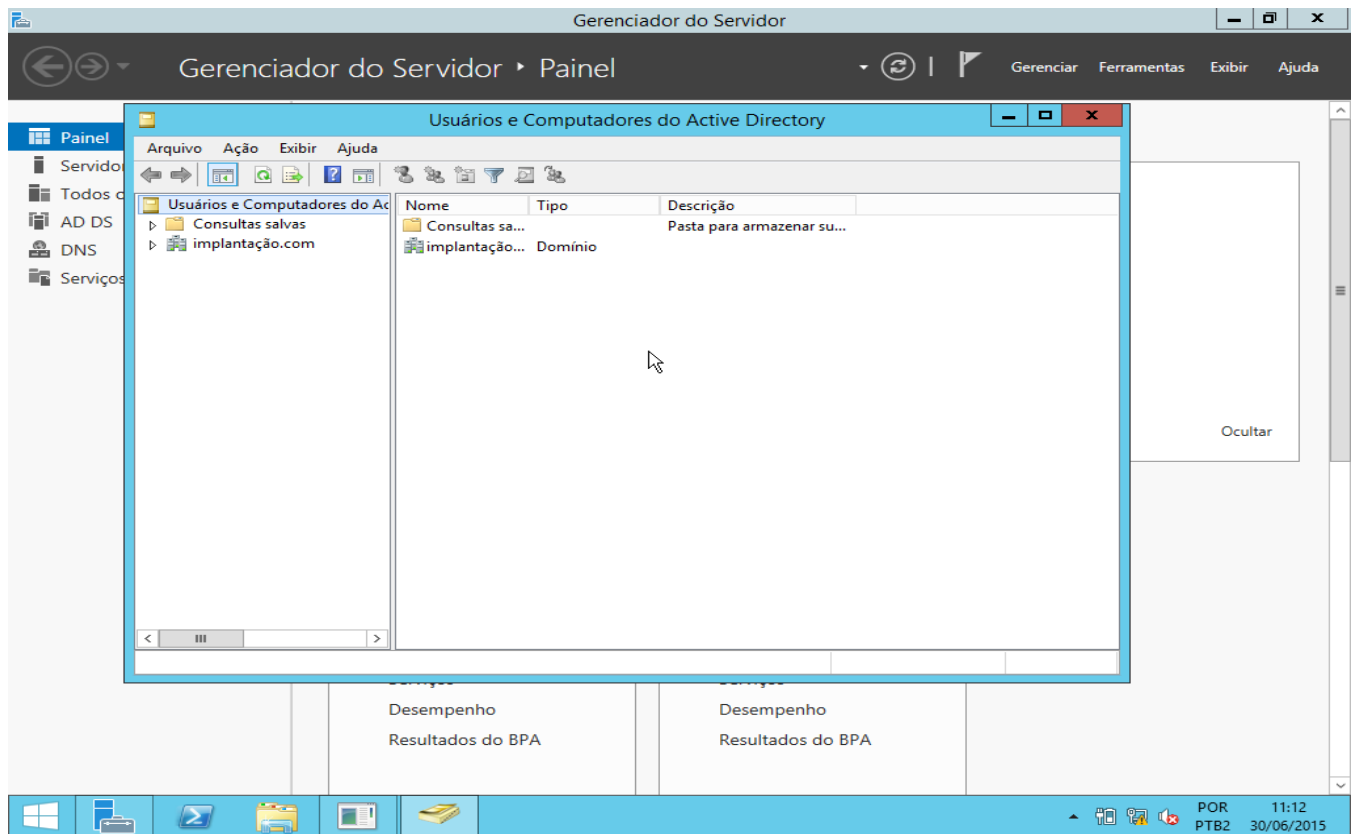 Gerenciador do Servidor
Gerenciador do Servidor Painel
Gerenciar Ferramentas Exibir Ajuda
Painel
Servidor
Todos o
AD DS
DNS
Serviços
Usuários e Computadores do Active Directory
Arquivo Ação Exibir Ajuda
Usuários e Computadores do Ac
Consultas salvas
implantação.com
Nome Tipo Descrição
Consultas sa... Pasta para armazenar su...
implantação... Domínio
Ocultar
Desempenho Desempenho
Resultados do BPA Resultados do BPA
POR 11:12
PTB2 30/06/2015